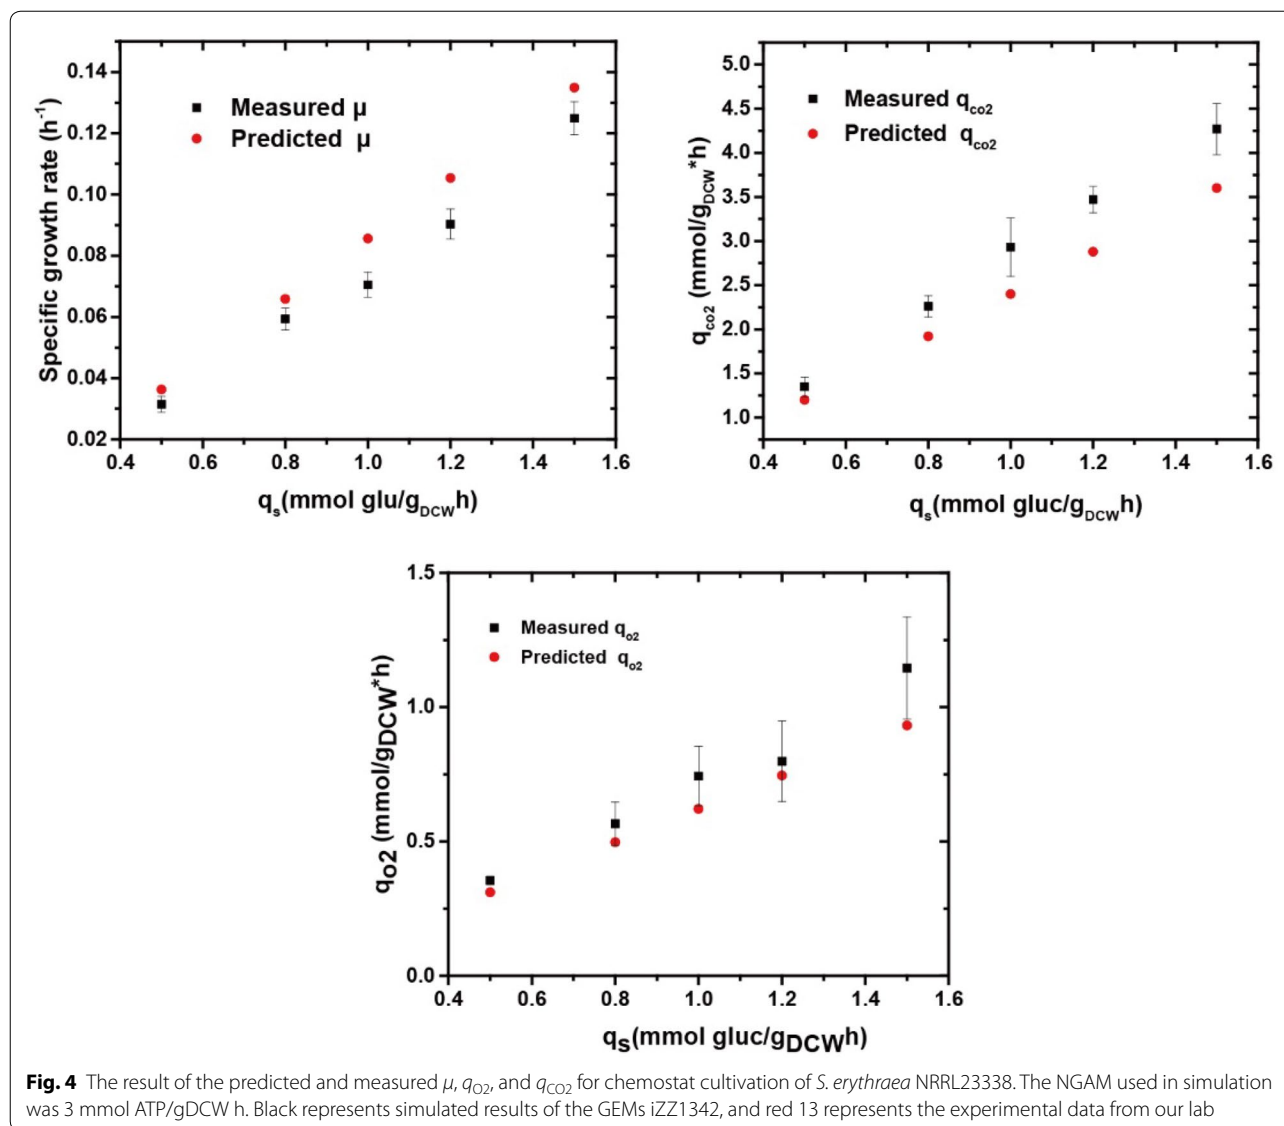 0.14
0.12
0.10
0.08
0.06
0.04
0.02
Specific growth rate (h⁻¹)
Measured μ
Predicted μ
0.4 0.6 0.8 1.0 1.2 1.4 1.6
qs(mmol glu/gDCWh)
5.0
4.5
4.0
3.5
3.0
2.5
2.0
1.5
1.0
qco2 (mmol/gDCW*h)
Measured qco2
Predicted qco2
0.4 0.6 0.8 1.0 1.2 1.4 1.6
qs(mmol gluc/gDCWh)
1.5
1.0
0.5
0.0
qO2 (mmol/gDCW*h)
Measured qo2
Predicted qo2
0.4 0.6 0.8 1.0 1.2 1.4 1.6
qs(mmol gluc/gDCWh)
Fig. 4 The result of the predicted and measured μ, qO2, and qCO2 for chemostat cultivation of S. erythraea NRRL23338. The NGAM used in simulation
was 3 mmol ATP/gDCW h. Black represents simulated results of the GEMs iZZ1342, and red 13 represents the experimental data from our lab